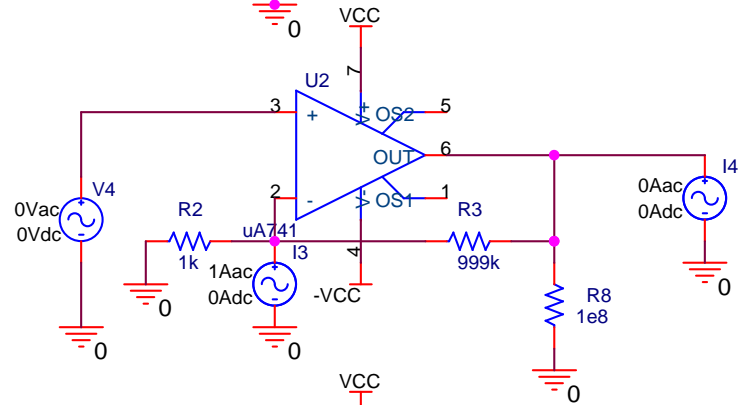 0
VCC
7
U2
3
+
V+
OS2
5
OUT
6
2
-
V-
OS1
1
uA741
4
-VCC
V4
0Vac
0Vdc
0
R2
1k
0
I3
1Aac
0Adc
0
R3
999k
R8
1e8
0
I4
0Aac
0Adc
0
VCC